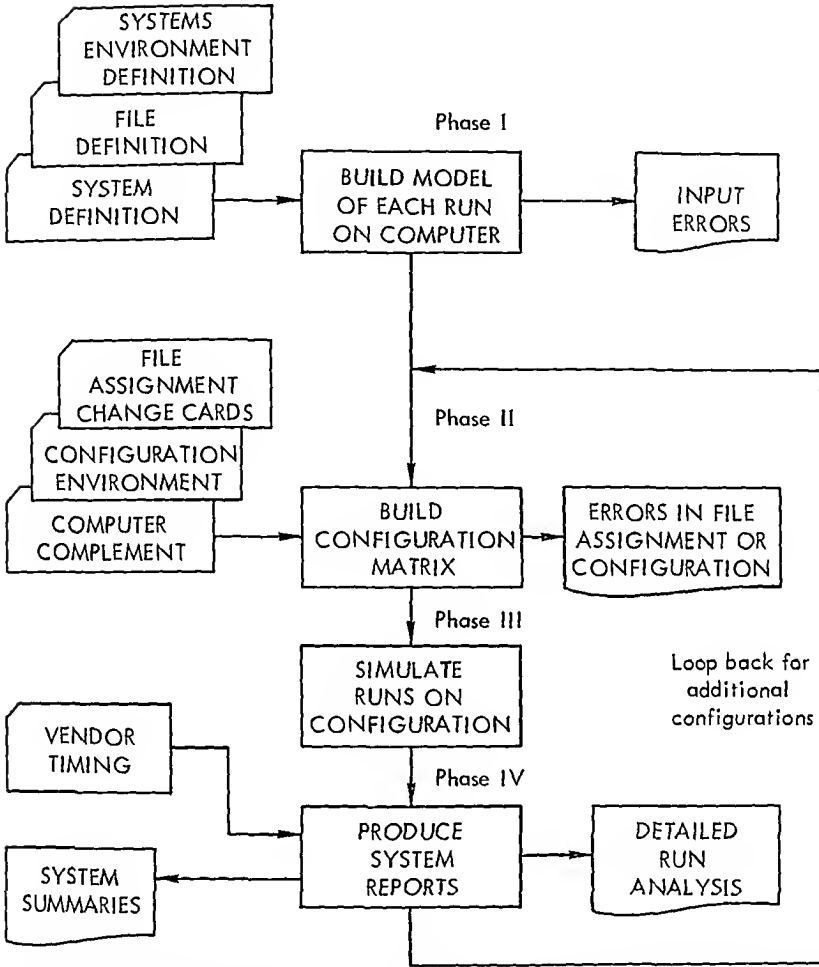 SYSTEMS
ENVIRONMENT
DEFINITION
FILE
DEFINITION
SYSTEM
DEFINITION
Phase I
BUILD MODEL
OF EACH RUN
ON COMPUTER
INPUT
ERRORS
FILE
ASSIGNMENT
CHANGE CARDS
CONFIGURATION
ENVIRONMENT
COMPUTER
COMPLEMENT
Phase II
BUILD
CONFIGURATION
MATRIX
ERRORS IN FILE
ASSIGNMENT OR
CONFIGURATION
Phase III
SIMULATE
RUNS ON
CONFIGURATION
Loop back for
additional
configurations
VENDOR
TIMING
Phase IV
PRODUCE
SYSTEM
REPORTS
DETAILED
RUN
ANALYSIS
SYSTEM
SUMMARIES